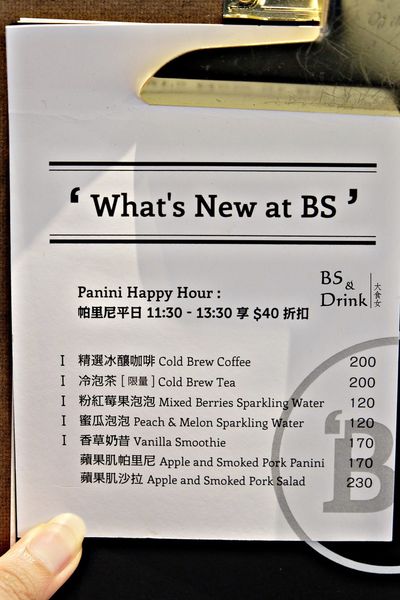 ‘ What's New at BS ’
BS
&
Drink
大食女
Panini Happy Hour :
帕里尼平日 11:30 - 13:30 享 $40 折扣
I 精選冰釀咖啡 Cold Brew Coffee 200
I 冷泡茶 [ 限量 ] Cold Brew Tea 200
I 粉紅莓果泡泡 Mixed Berries Sparkling Water 120
I 蜜瓜泡泡 Peach & Melon Sparkling Water 120
I 香草奶昔 Vanilla Smoothie 170
蘋果肌帕里尼 Apple and Smoked Pork Panini 170
蘋果肌沙拉 Apple and Smoked Pork Salad 230
‘B